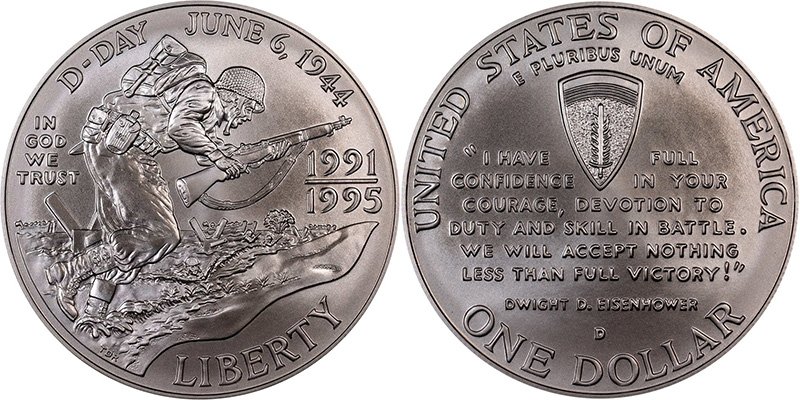 D-DAY JUNE 6, 1944
IN
GOD
WE
TRUST
1991
1995
LIBERTY
UNITED STATES OF AMERICA
E PLURIBUS UNUM
"I HAVE FULL
CONFIDENCE IN YOUR
COURAGE, DEVOTION TO
DUTY AND SKILL IN BATTLE.
WE WILL ACCEPT NOTHING
LESS THAN FULL VICTORY!"
DWIGHT D. EISENHOWER
D
ONE DOLLAR